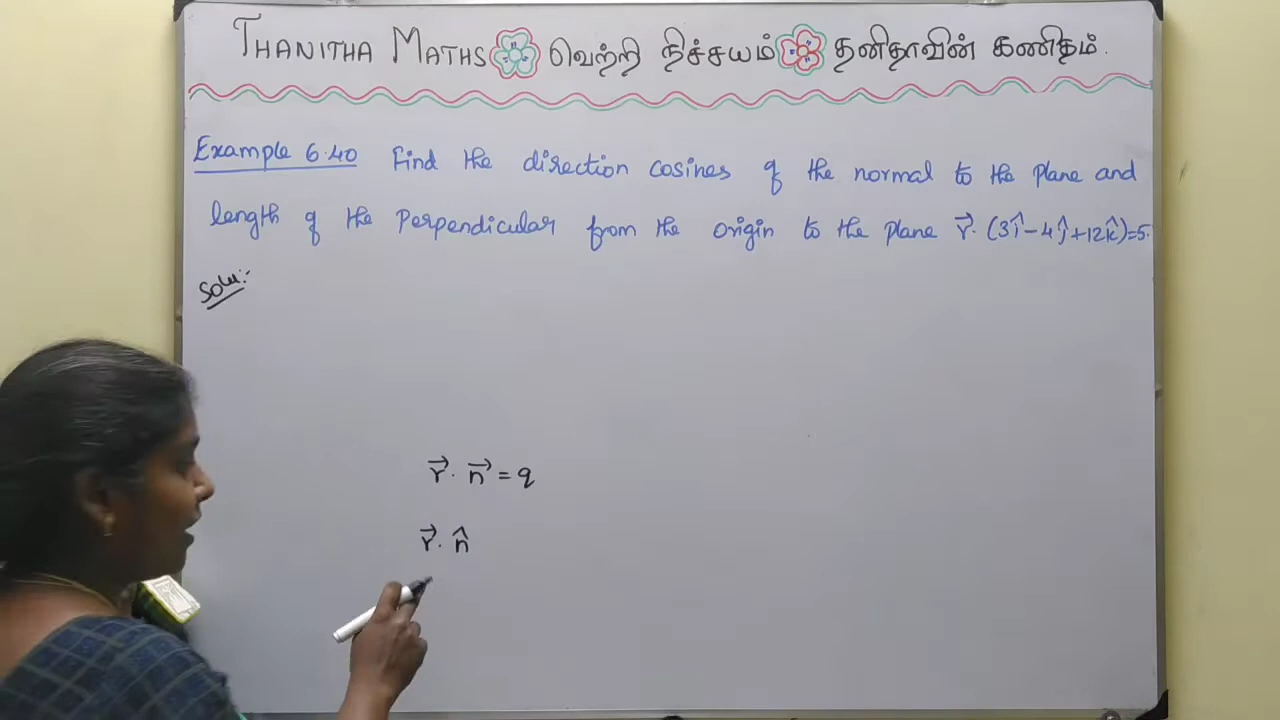 THANITHA MATHS வெற்றி நிச்சயம் தனிதாவின் கணிதம்.
Example 6.40 Find the direction cosines of the normal to the plane and
length of the perpendicular from the origin to the plane r⃗. (3î - 4ĵ + 12k̂) = 5.
Solu:-
r⃗. n⃗ = q
r⃗. n̂